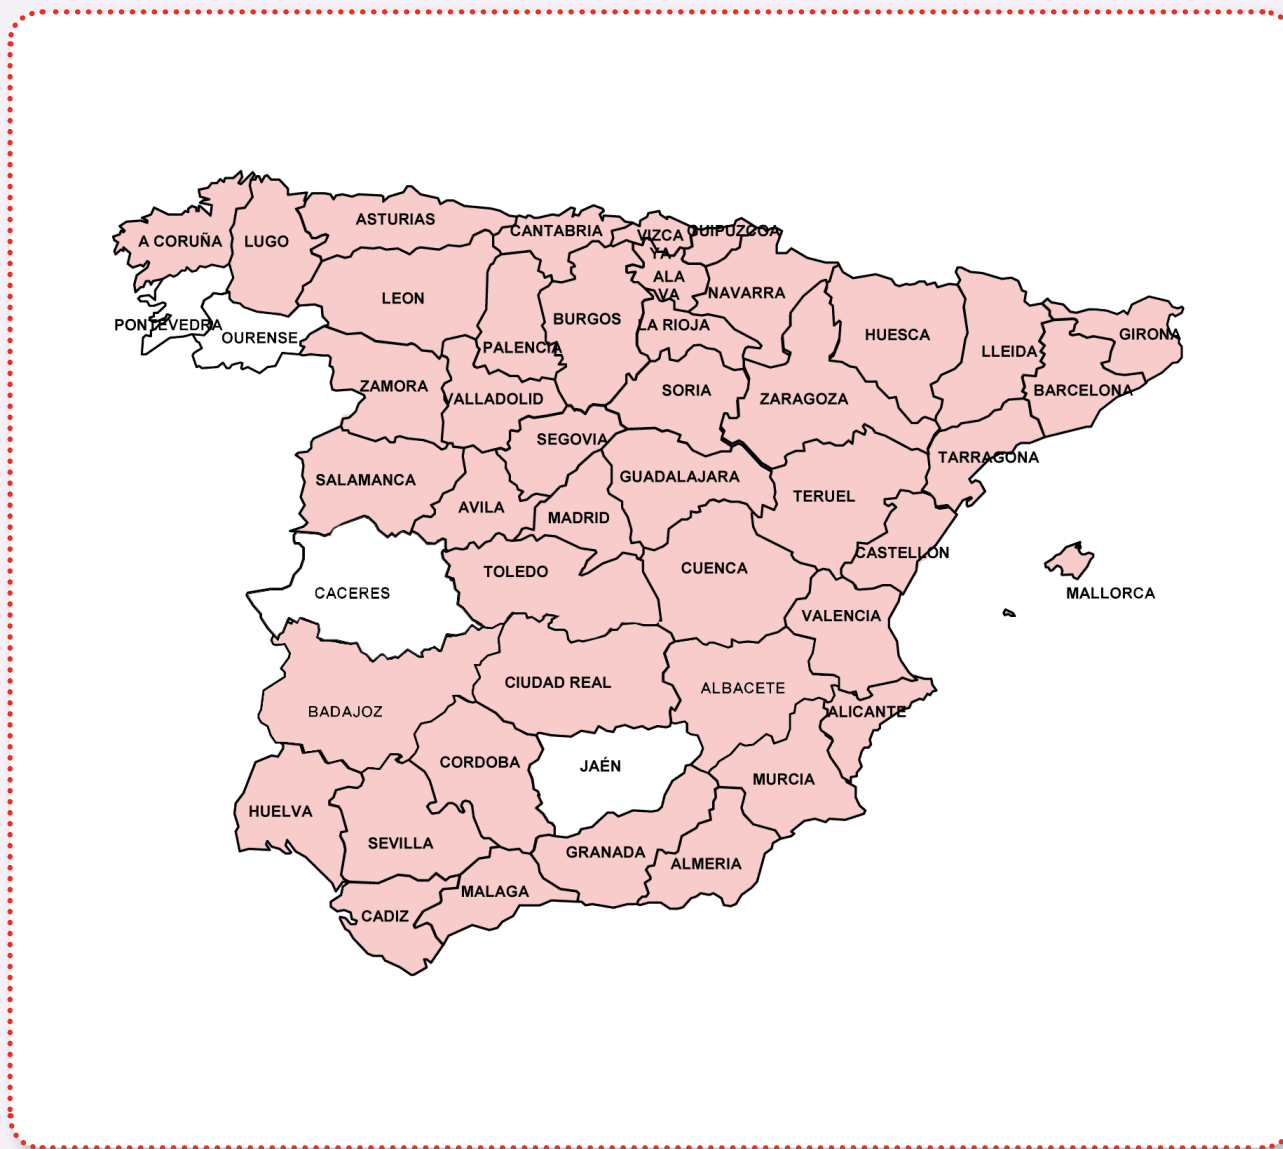 ASTURIAS
CANTABRIA
VIZCA
YA
GUIPUZCOA
A CORUÑA
LUGO
ALA
VA
NAVARRA
LEON
PONTEVEDRA
OURENSE
BURGOS
LA RIOJA
HUESCA
GIRONA
PALENCIA
LLEIDA
ZAMORA
VALLADOLID
SORIA
ZARAGOZA
BARCELONA
SEGOVIA
TARRAGONA
SALAMANCA
GUADALAJARA
AVILA
TERUEL
MADRID
CASTELLON
TOLEDO
CUENCA
CACERES
MALLORCA
VALENCIA
CIUDAD REAL
ALBACETE
BADAJOZ
ALICANTE
CORDOBA
JAÉN
MURCIA
HUELVA
SEVILLA
GRANADA
ALMERIA
MALAGA
CADIZ